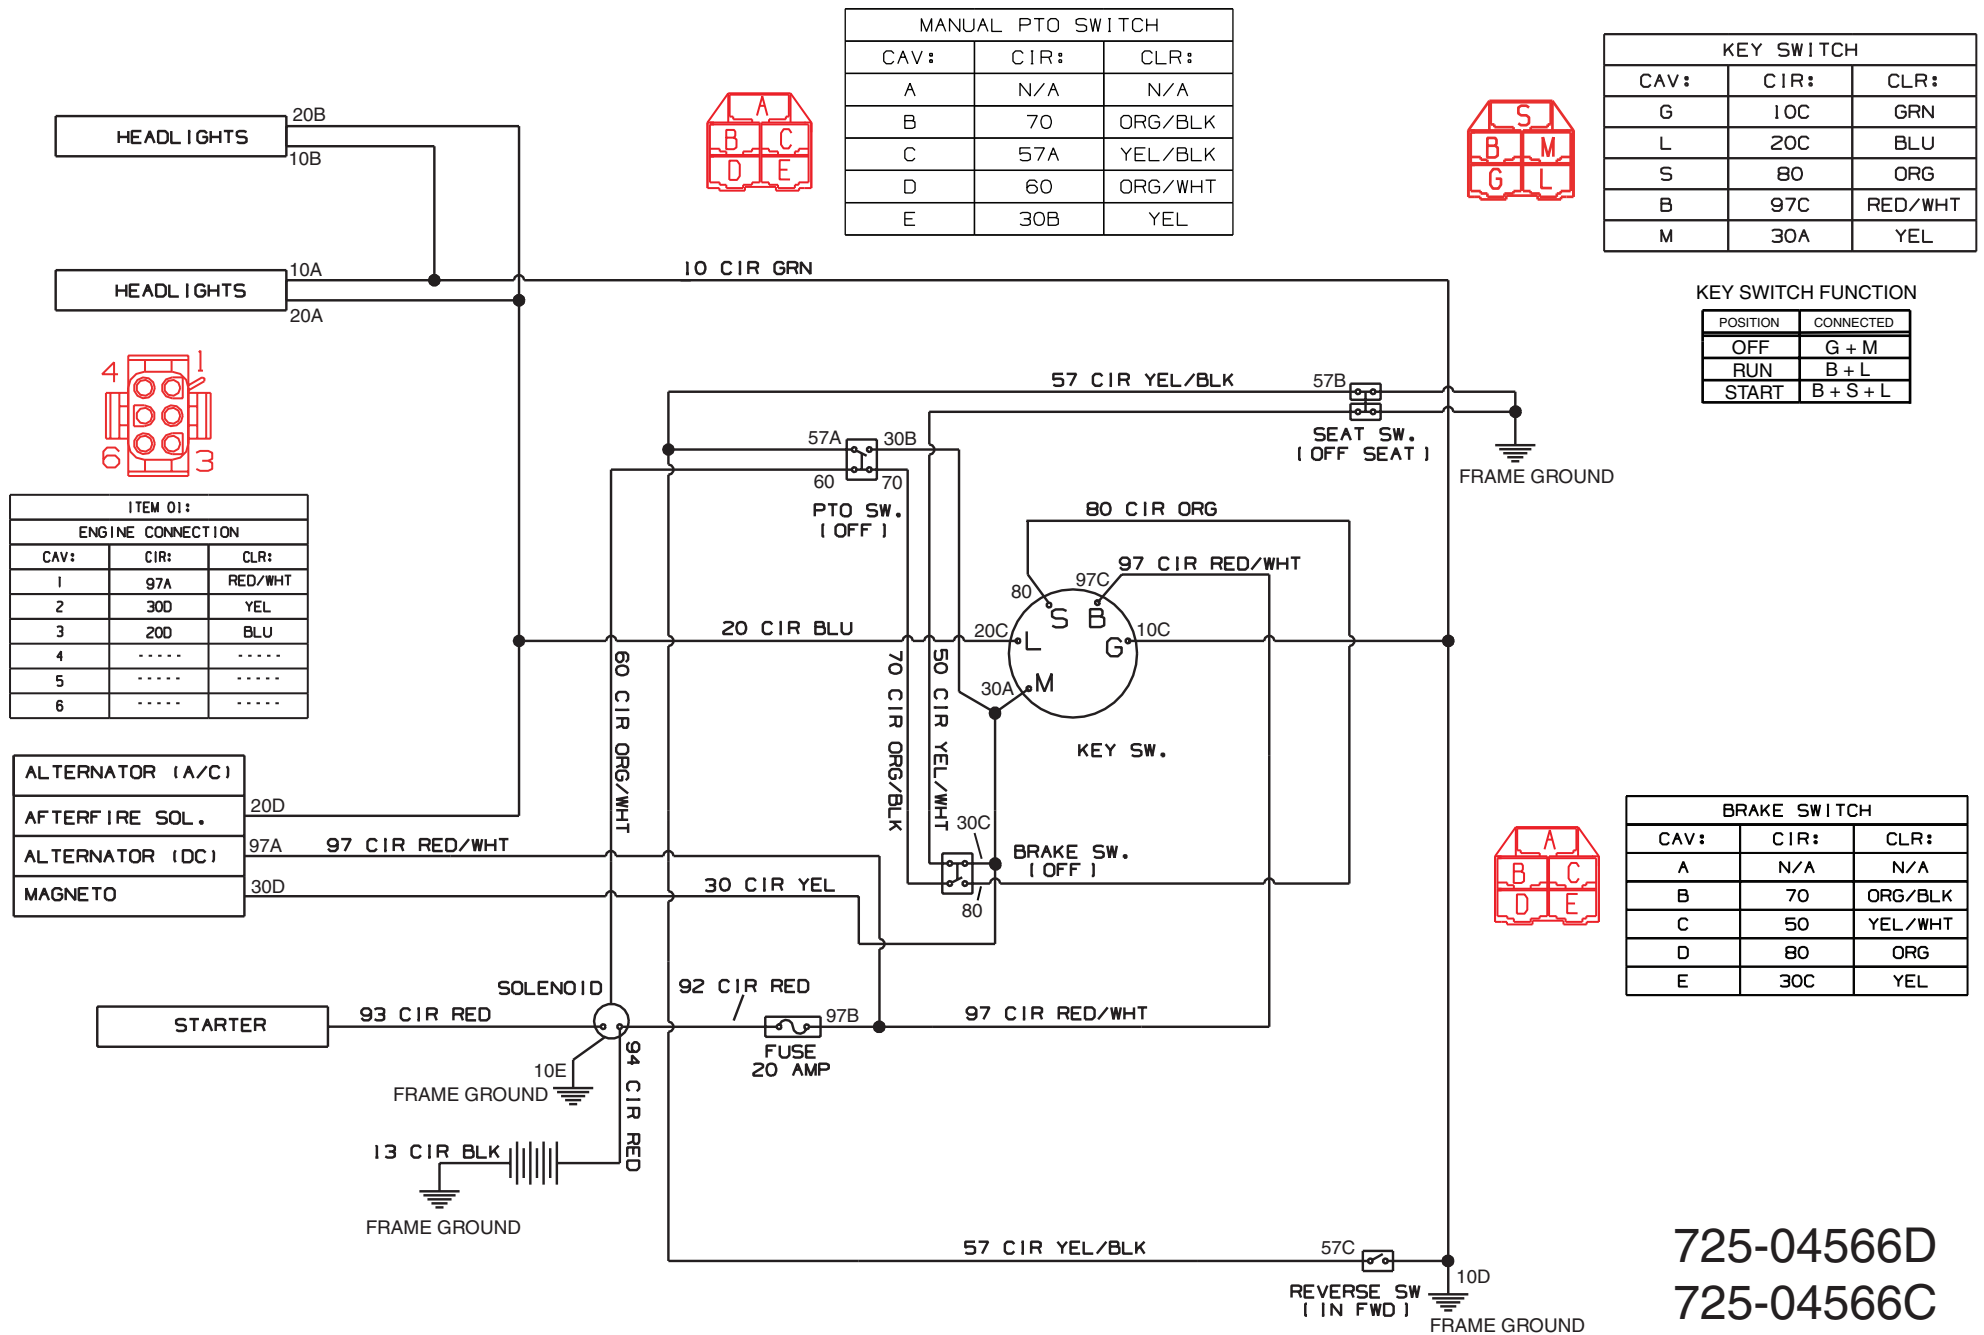 MANUAL PTO SWITCH
CAV: CIR: CLR:
A N/A N/A
B 70 ORG/BLK
C 57A YEL/BLK
D 60 ORG/WHT
E 30B YEL
A
B C
D E
KEY SWITCH
CAV: CIR: CLR:
G 10C GRN
L 20C BLU
S 80 ORG
B 97C RED/WHT
M 30A YEL
S
B M
G L
KEY SWITCH FUNCTION
POSITION CONNECTED
OFF G + M
RUN B + L
START B + S + L
HEADLIGHTS
20B
10B
HEADLIGHTS
10A
20A
10 CIR GRN
4 1
6 3
ITEM 01:
ENGINE CONNECTION
CAV: CIR: CLR:
1 97A RED/WHT
2 30D YEL
3 20D BLU
4 ----- -----
5 ----- -----
6 ----- -----
57 CIR YEL/BLK
57B
SEAT SW.
(OFF SEAT)
FRAME GROUND
57A 30B
60 70
PTO SW.
(OFF)
80 CIR ORG
97 CIR RED/WHT
80 97C
S B
20C L
G 10C
30A M
KEY SW.
20 CIR BLU
60 CIR ORG/WHT
70 CIR ORG/BLK
50 CIR YEL/WHT
ALTERNATOR (A/C)
AFTERFIRE SOL.
20D
ALTERNATOR (DC)
97A
97 CIR RED/WHT
MAGNETO
30D
30 CIR YEL
30C
BRAKE SW.
(OFF)
80
BRAKE SWITCH
CAV: CIR: CLR:
A N/A N/A
B 70 ORG/BLK
C 50 YEL/WHT
D 80 ORG
E 30C YEL
A
B C
D E
SOLENOID
92 CIR RED
STARTER
93 CIR RED
97B
97 CIR RED/WHT
FUSE
20 AMP
10E
FRAME GROUND
94 CIR RED
13 CIR BLK
FRAME GROUND
57 CIR YEL/BLK
57C
REVERSE SW
(IN FWD)
10D
FRAME GROUND
725-04566D
725-04566C